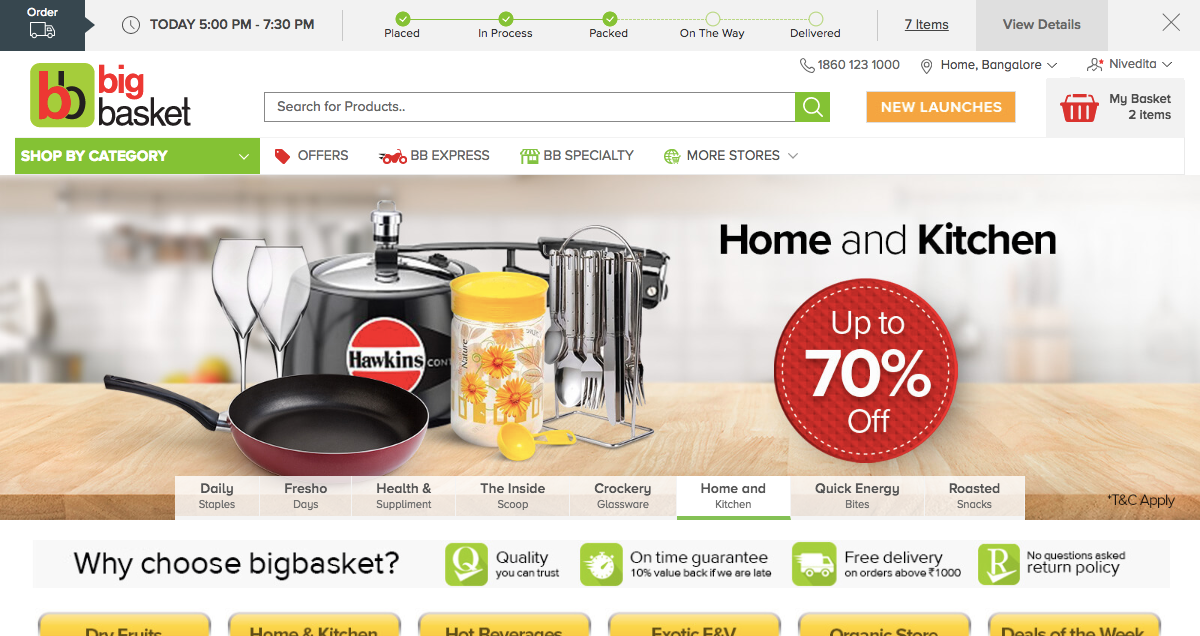 Order
TODAY 5:00 PM - 7:30 PM
Placed
In Process
Packed
On The Way
Delivered
7 Items
View Details
1860 123 1000
Home, Bangalore
Nivedita
bb big
basket
Search for Products..
NEW LAUNCHES
My Basket
2 items
SHOP BY CATEGORY
OFFERS
BB EXPRESS
BB SPECIALTY
MORE STORES
Home and Kitchen
Up to
70%
Off
Hawkins
CONT
Nature
Daily
Staples
Fresho
Days
Health &
Suppliment
The Inside
Scoop
Crockery
Glassware
Home and
Kitchen
Quick Energy
Bites
Roasted
Snacks
*T&C Apply
Why choose bigbasket?
Q
Quality
you can trust
On time guarantee
10% value back if we are late
Free delivery
on orders above ₹1000
R
No questions asked
return policy
Dry Fruits
Home & Kitchen
Hot Beverages
Exotic F&V
Organic Store
Deals of the Week